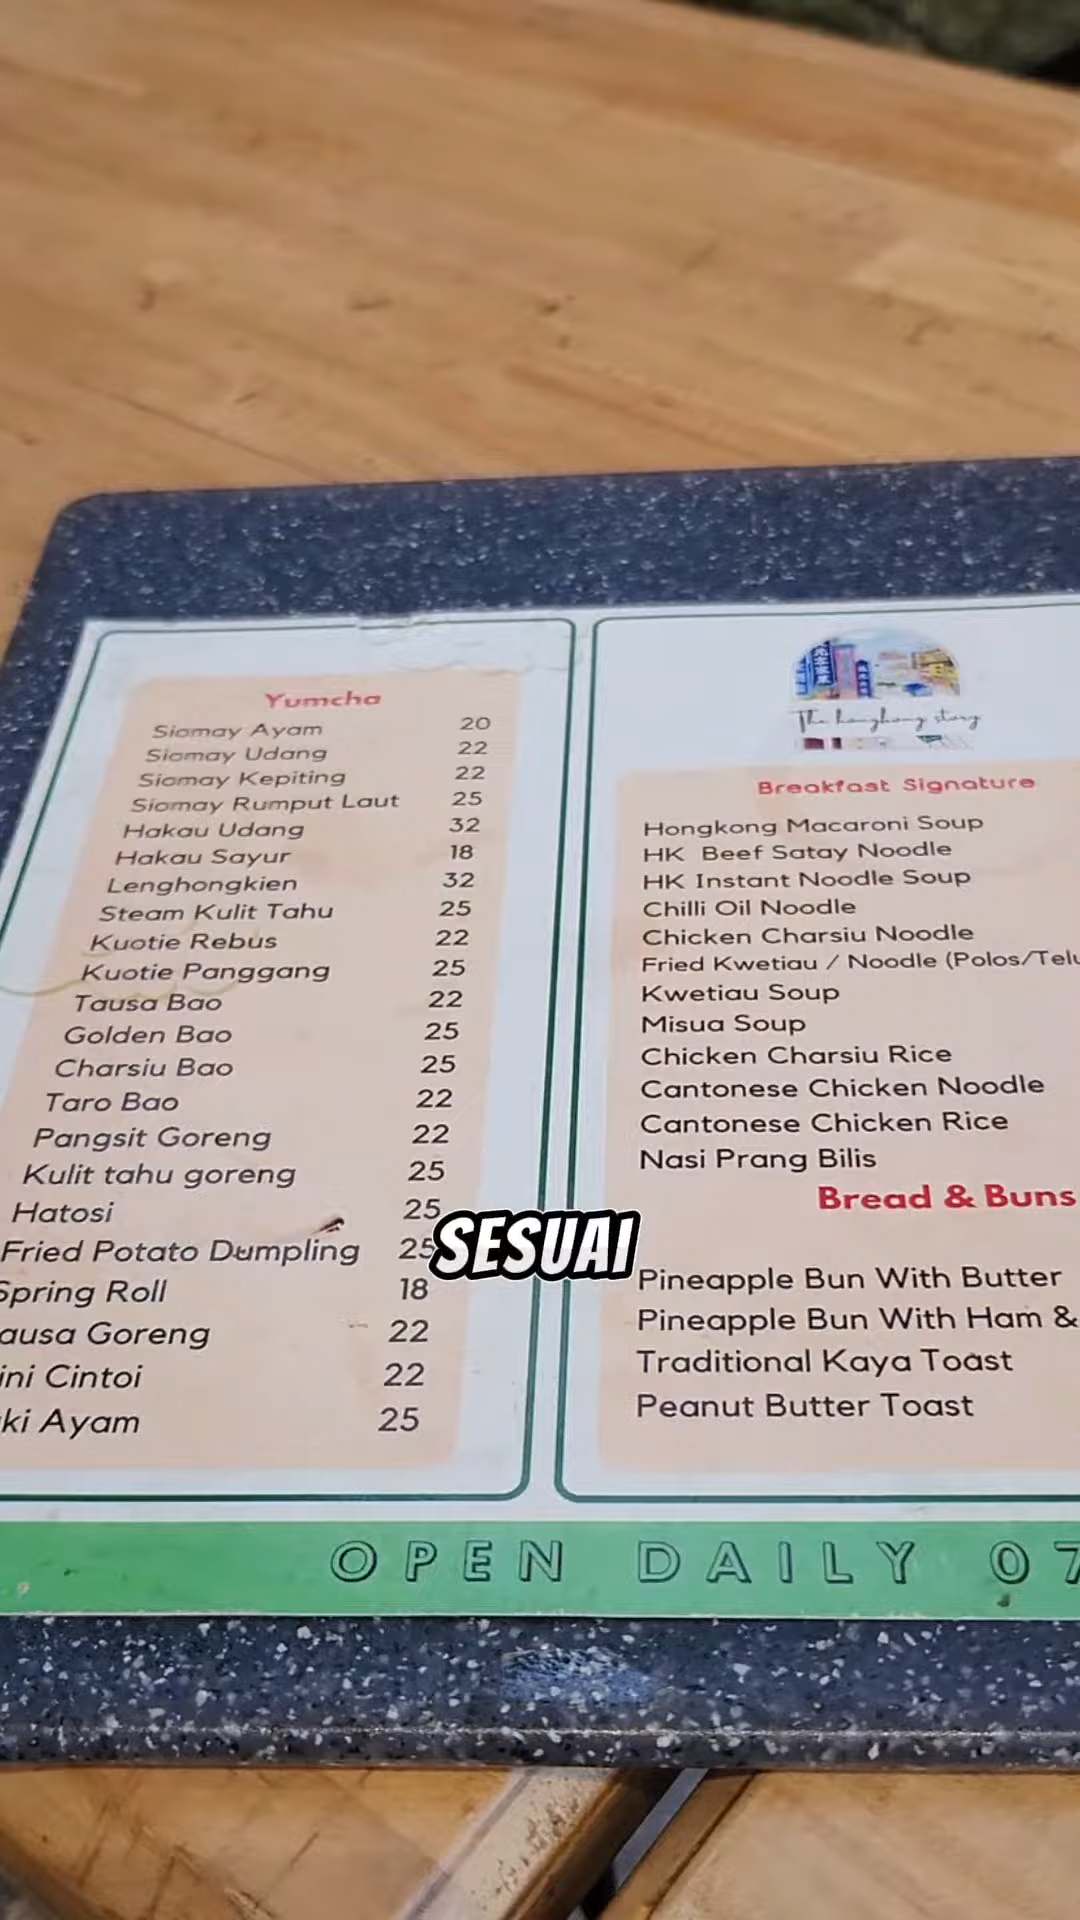 Yumcha
Siomay Ayam 20
Siomay Udang 22
Siomay Kepiting 22
Siomay Rumput Laut 25
Hakau Udang 32
Hakau Sayur 18
Lenghongkien 32
Steam Kulit Tahu 25
Kuotie Rebus 22
Kuotie Panggang 25
Tausa Bao 22
Golden Bao 25
Charsiu Bao 25
Taro Bao 22
Pangsit Goreng 22
Kulit tahu goreng 25
Hatosi 25
Fried Potato Dumpling 25
Spring Roll 18
ausa Goreng 22
ini Cintoi 22
ki Ayam 25
The hongkong story
Breakfast Signature
Hongkong Macaroni Soup
HK Beef Satay Noodle
HK Instant Noodle Soup
Chilli Oil Noodle
Chicken Charsiu Noodle
Fried Kwetiau / Noodle (Polos/Telu
Kwetiau Soup
Misua Soup
Chicken Charsiu Rice
Cantonese Chicken Noodle
Cantonese Chicken Rice
Nasi Prang Bilis
Bread & Buns
Pineapple Bun With Butter
Pineapple Bun With Ham &
Traditional Kaya Toast
Peanut Butter Toast
SESUAI
OPEN DAILY 07